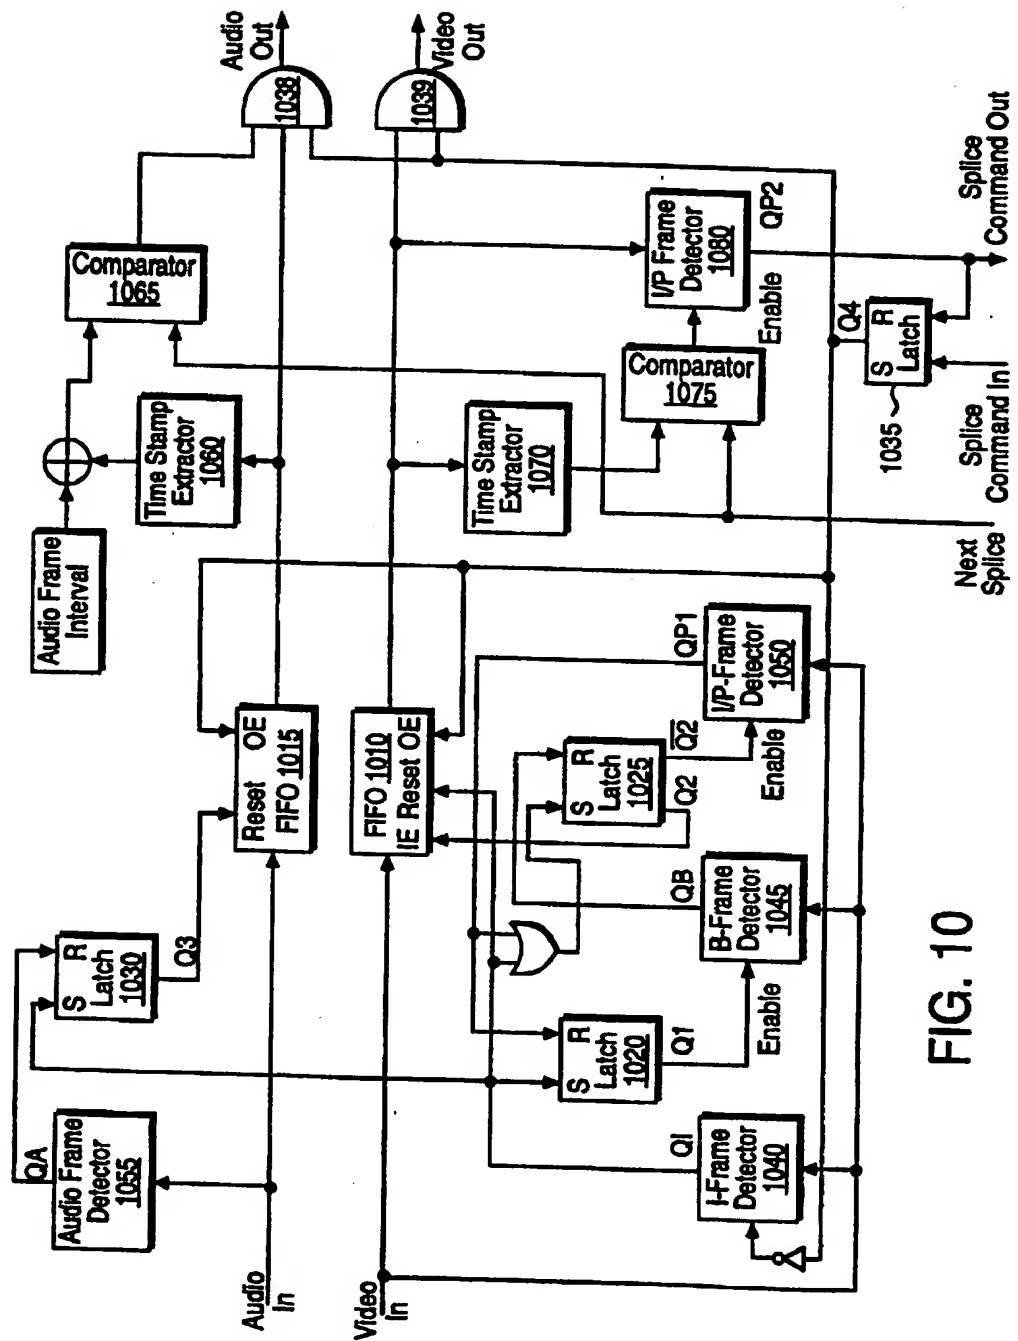 Audio
In
QA
Audio Frame
Detector
1055
S R
Latch
1030
Q3
Reset OE
FIFO 1015
Audio Frame
Interval
Time Stamp
Extractor
1060
Comparator
1065
1038
Audio
Out
Video
In
FIFO 1010
IE Reset OE
Time Stamp
Extractor
1070
Comparator
1075
Enable
I/P Frame
Detector
1080
QP2
1039
Video
Out
QI
I-Frame
Detector
1040
S R
Latch
1020
Q1
Enable
QB
B-Frame
Detector
1045
S R
Latch
1025
Q2
Q̅2̅
Enable
QP1
I/P-Frame
Detector
1050
Next
Splice
Q4
S R
Latch
1035
Splice
Command In
Splice
Command Out
FIG. 10